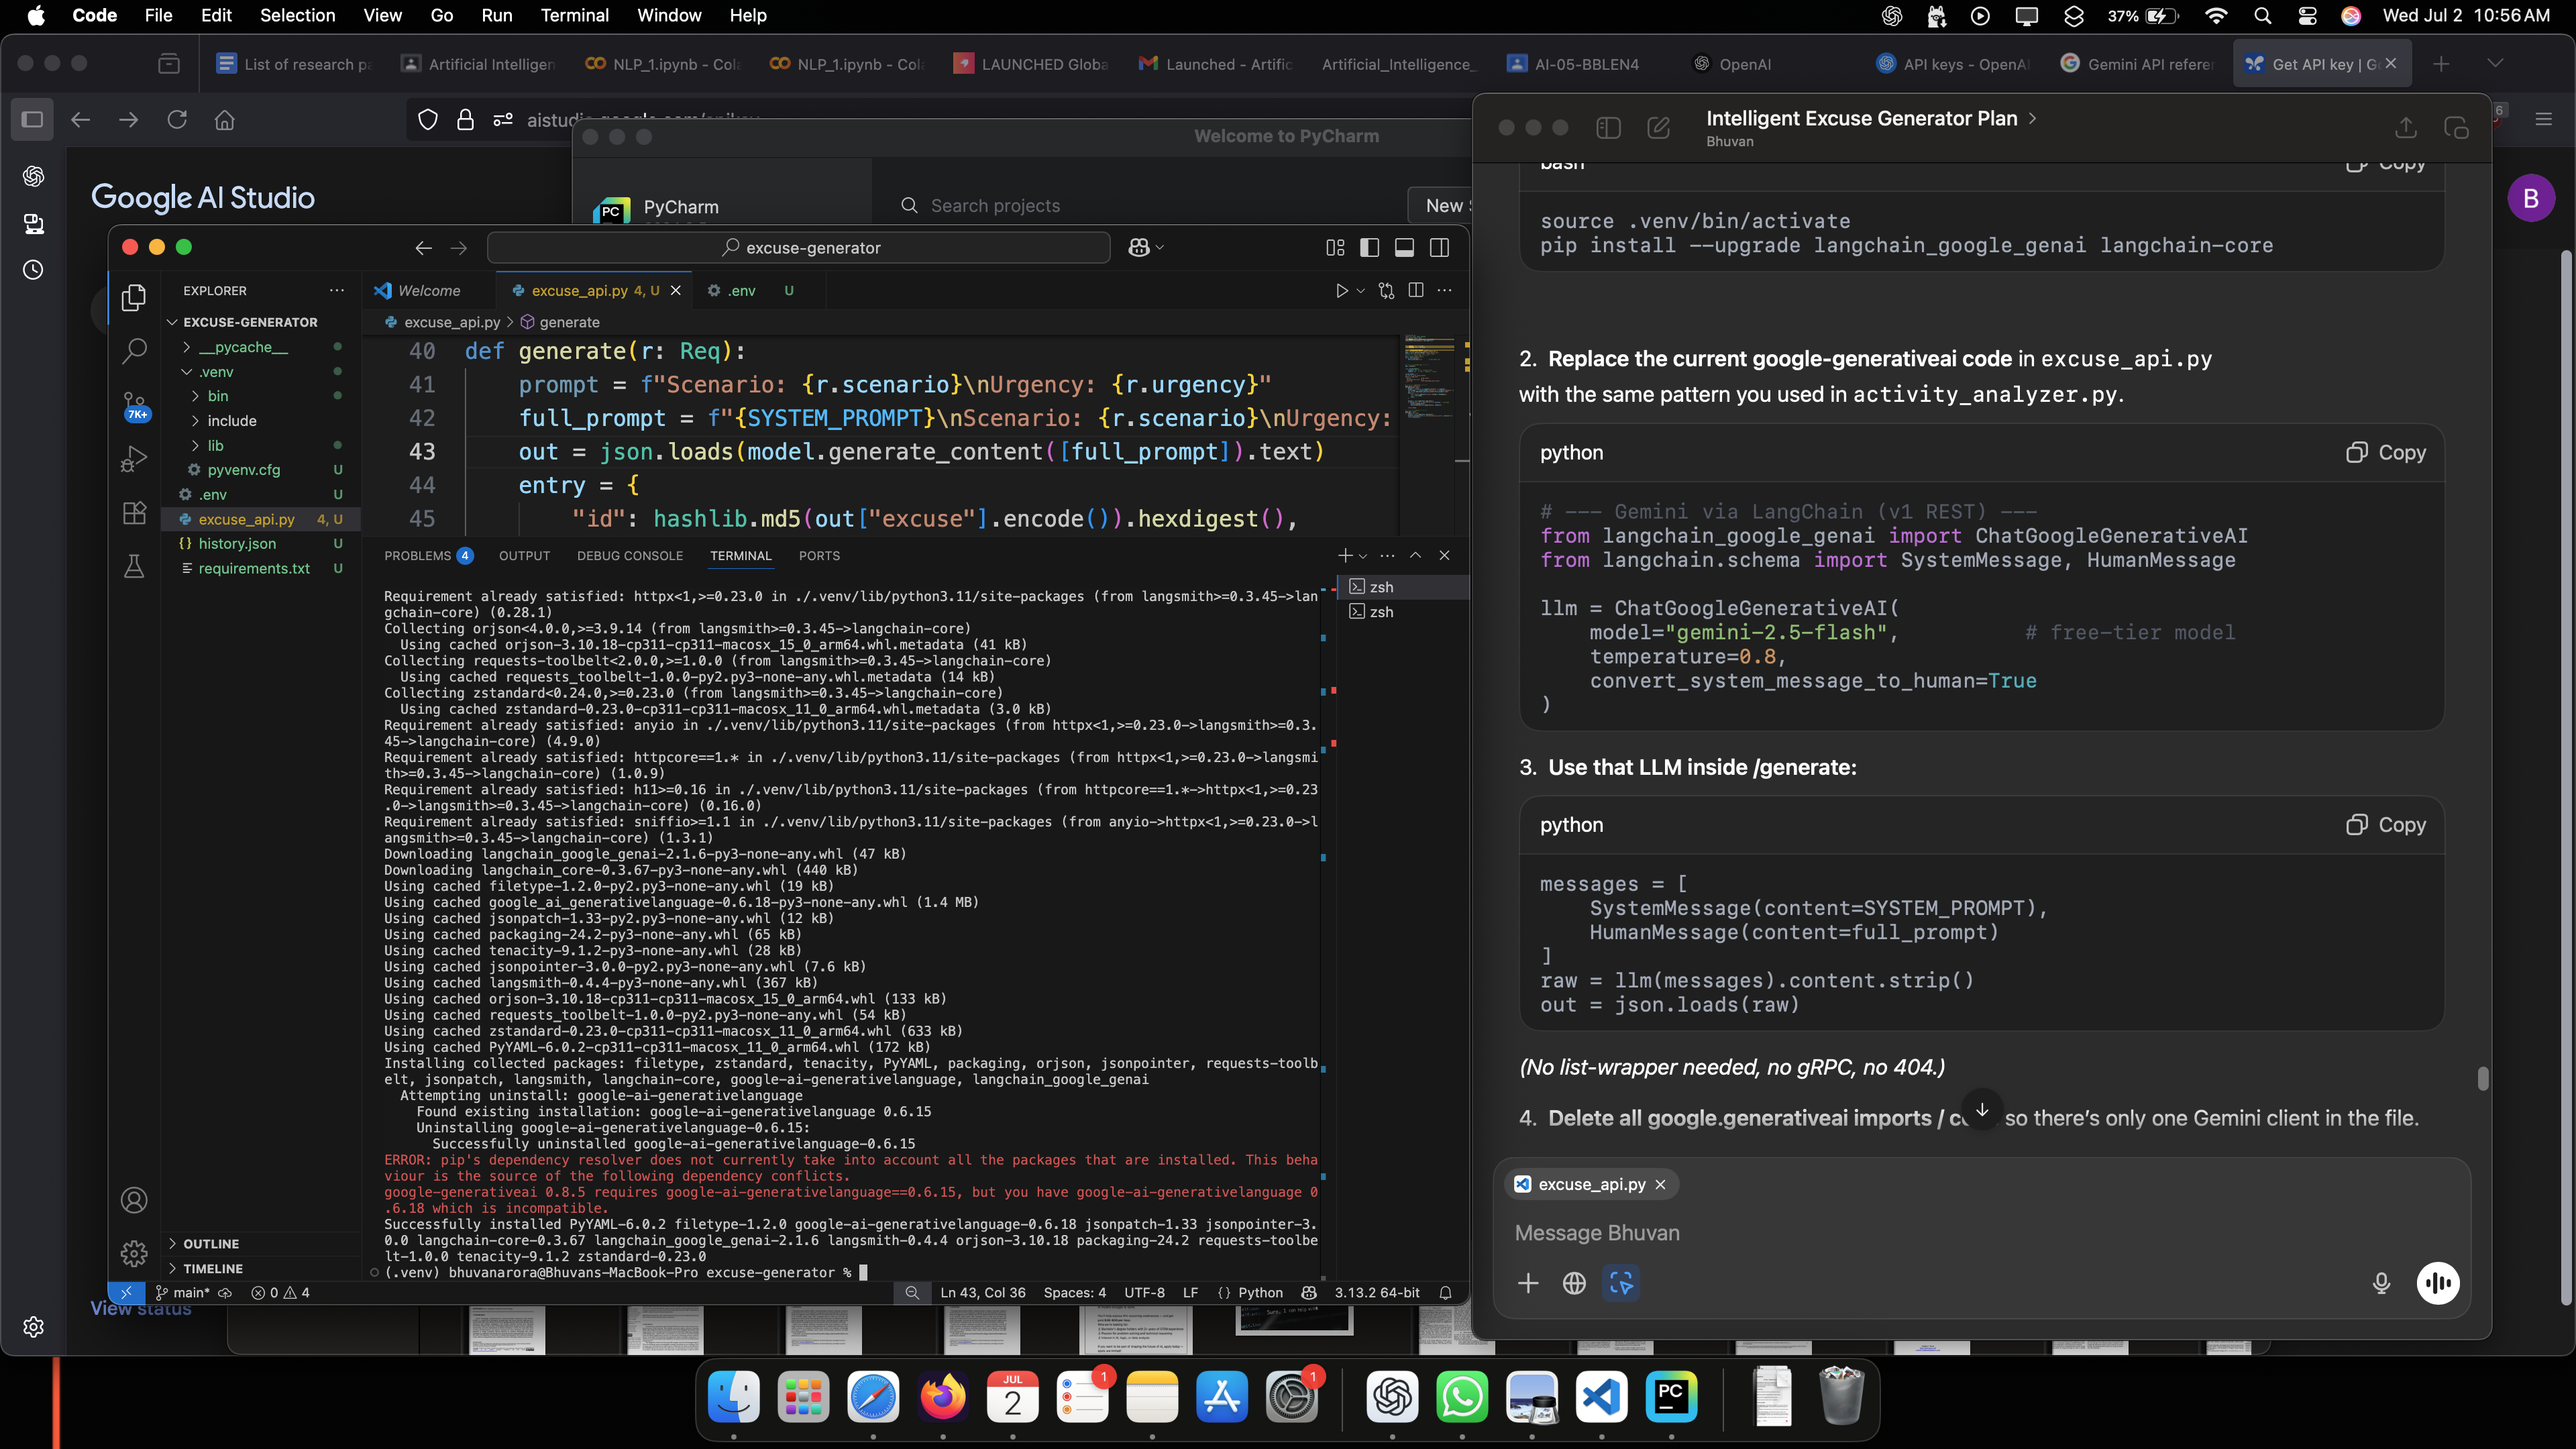 Code File Edit Selection View Go Run Terminal Window Help
37% Wed Jul 2 10:56 AM
List of research pa
Artificial Intelligen
NLP_1.ipynb - Cola
NLP_1.ipynb - Cola
LAUNCHED Globa
Launched - Artific
Artificial_Intelligence_
AI-05-BBLEN4
OpenAI
API keys - OpenAI
Gemini API referen
Get API key | G
Google AI Studio
B
6
View status
Welcome to PyCharm
PC
PyCharm
Search projects
New
excuse-generator
EXPLORER
EXCUSE-GENERATOR
__pycache__
.venv
bin
include
lib
pyvenv.cfg U
.env U
excuse_api.py 4, U
history.json U
requirements.txt U
7K+
OUTLINE
TIMELINE
Welcome
excuse_api.py 4, U
.env U
excuse_api.py > generate
40 def generate(r: Req):
41 prompt = f"Scenario: {r.scenario}\nUrgency: {r.urgency}"
42 full_prompt = f"{SYSTEM_PROMPT}\nScenario: {r.scenario}\nUrgency:
43 out = json.loads(model.generate_content([full_prompt]).text)
44 entry = {
45 "id": hashlib.md5(out["excuse"].encode()).hexdigest(),
PROBLEMS 4 OUTPUT DEBUG CONSOLE TERMINAL PORTS
zsh
zsh
Requirement already satisfied: httpx<1,>=0.23.0 in ./.venv/lib/python3.11/site-packages (from langsmith>=0.3.45->lan
gchain-core) (0.28.1)
Collecting orjson<4.0.0,>=3.9.14 (from langsmith>=0.3.45->langchain-core)
Using cached orjson-3.10.18-cp311-cp311-macosx_15_0_arm64.whl.metadata (41 kB)
Collecting requests-toolbelt<2.0.0,>=1.0.0 (from langsmith>=0.3.45->langchain-core)
Using cached requests_toolbelt-1.0.0-py2.py3-none-any.whl.metadata (14 kB)
Collecting zstandard<0.24.0,>=0.23.0 (from langsmith>=0.3.45->langchain-core)
Using cached zstandard-0.23.0-cp311-cp311-macosx_11_0_arm64.whl.metadata (3.0 kB)
Requirement already satisfied: anyio in ./.venv/lib/python3.11/site-packages (from httpx<1,>=0.23.0->langsmith>=0.3.
45->langchain-core) (4.9.0)
Requirement already satisfied: httpcore==1.* in ./.venv/lib/python3.11/site-packages (from httpx<1,>=0.23.0->langsmi
th>=0.3.45->langchain-core) (1.0.9)
Requirement already satisfied: h11>=0.16 in ./.venv/lib/python3.11/site-packages (from httpcore==1.*->httpx<1,>=0.23
.0->langsmith>=0.3.45->langchain-core) (0.16.0)
Requirement already satisfied: sniffio>=1.1 in ./.venv/lib/python3.11/site-packages (from anyio->httpx<1,>=0.23.0->l
angsmith>=0.3.45->langchain-core) (1.3.1)
Downloading langchain_google_genai-2.1.6-py3-none-any.whl (47 kB)
Downloading langchain_core-0.3.67-py3-none-any.whl (440 kB)
Using cached filetype-1.2.0-py2.py3-none-any.whl (19 kB)
Using cached google_ai_generativelanguage-0.6.18-py3-none-any.whl (1.4 MB)
Using cached jsonpatch-1.33-py2.py3-none-any.whl (12 kB)
Using cached packaging-24.2-py3-none-any.whl (65 kB)
Using cached tenacity-9.1.2-py3-none-any.whl (28 kB)
Using cached jsonpointer-3.0.0-py2.py3-none-any.whl (7.6 kB)
Using cached langsmith-0.4.4-py3-none-any.whl (367 kB)
Using cached orjson-3.10.18-cp311-cp311-macosx_15_0_arm64.whl (133 kB)
Using cached requests_toolbelt-1.0.0-py2.py3-none-any.whl (54 kB)
Using cached zstandard-0.23.0-cp311-cp311-macosx_11_0_arm64.whl (633 kB)
Using cached PyYAML-6.0.2-cp311-cp311-macosx_11_0_arm64.whl (172 kB)
Installing collected packages: filetype, zstandard, tenacity, PyYAML, packaging, orjson, jsonpointer, requests-toolb
elt, jsonpatch, langsmith, langchain-core, google-ai-generativelanguage, langchain_google_genai
Attempting uninstall: google-ai-generativelanguage
Found existing installation: google-ai-generativelanguage 0.6.15
Uninstalling google-ai-generativelanguage-0.6.15:
Successfully uninstalled google-ai-generativelanguage-0.6.15
ERROR: pip's dependency resolver does not currently take into account all the packages that are installed. This beha
viour is the source of the following dependency conflicts.
google-generativeai 0.8.5 requires google-ai-generativelanguage==0.6.15, but you have google-ai-generativelanguage 0
.6.18 which is incompatible.
Successfully installed PyYAML-6.0.2 filetype-1.2.0 google-ai-generativelanguage-0.6.18 jsonpatch-1.33 jsonpointer-3.
0.0 langchain-core-0.3.67 langchain_google_genai-2.1.6 langsmith-0.4.4 orjson-3.10.18 packaging-24.2 requests-toolbe
lt-1.0.0 tenacity-9.1.2 zstandard-0.23.0
(.venv) bhuvanarora@Bhuvans-MacBook-Pro excuse-generator %
main* 0 4 Ln 43, Col 36 Spaces: 4 UTF-8 LF {} Python 3.13.2 64-bit
Intelligent Excuse Generator Plan >
Bhuvan
bash Copy
source .venv/bin/activate
pip install --upgrade langchain_google_genai langchain-core
2. Replace the current google-generativeai code in excuse_api.py
with the same pattern you used in activity_analyzer.py.
python Copy
# --- Gemini via LangChain (v1 REST) ---
from langchain_google_genai import ChatGoogleGenerativeAI
from langchain.schema import SystemMessage, HumanMessage
llm = ChatGoogleGenerativeAI(
model="gemini-2.5-flash", # free-tier model
temperature=0.8,
convert_system_message_to_human=True
)
3. Use that LLM inside /generate:
python Copy
messages = [
SystemMessage(content=SYSTEM_PROMPT),
HumanMessage(content=full_prompt)
]
raw = llm(messages).content.strip()
out = json.loads(raw)
(No list-wrapper needed, no gRPC, no 404.)
4. Delete all google.generativeai imports / so there's only one Gemini client in the file.
excuse_api.py
Message Bhuvan
JUL
2
1
1
PC